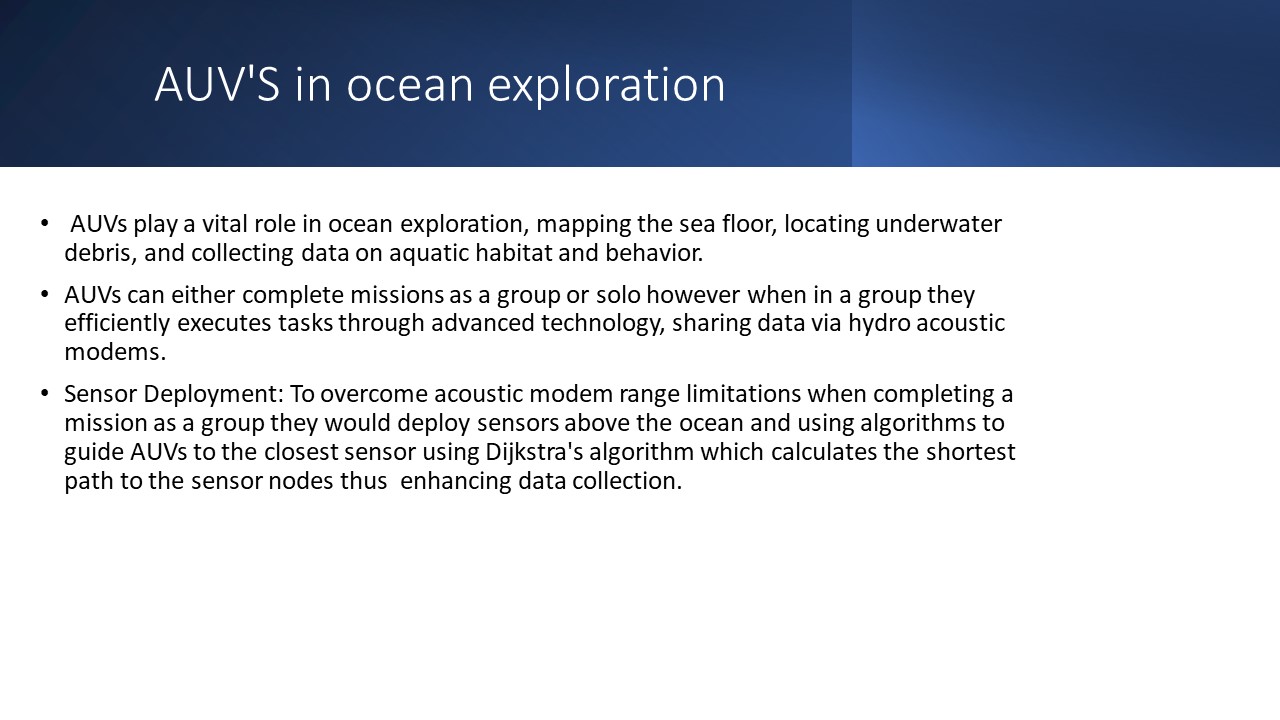 AUV'S in ocean exploration
• AUVs play a vital role in ocean exploration, mapping the sea floor, locating underwater
debris, and collecting data on aquatic habitat and behavior.
• AUVs can either complete missions as a group or solo however when in a group they
efficiently executes tasks through advanced technology, sharing data via hydro acoustic
modems.
• Sensor Deployment: To overcome acoustic modem range limitations when completing a
mission as a group they would deploy sensors above the ocean and using algorithms to
guide AUVs to the closest sensor using Dijkstra's algorithm which calculates the shortest
path to the sensor nodes thus  enhancing data collection.